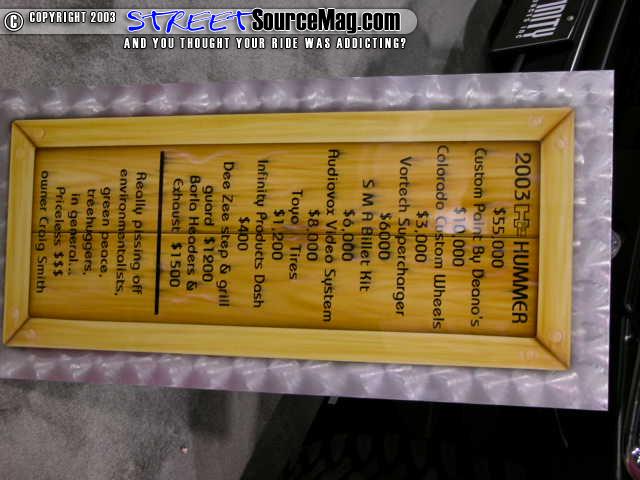 © COPYRIGHT 2003 STREETSourceMag.com
AND YOU THOUGHT YOUR RIDE WAS ADDICTING?
2003 H2 HUMMER
$55,000
Custom Paint By Deano's
$10,000
Colorado Custom Wheels
$3,000
Vortech Supercharger
$6000
S M R Billet Kit
$6,000
Audiovox Video System
$8,000
Toyo Tires
$1,200
Infinity Products Dash
$400
Dee Zee step & grill
guard $1200
Borla Headers &
Exhaust $1500
Really pissing off
environmentalists,
green peace,
treehuggers,
in general...
Priceless $$$
owner Craig Smith